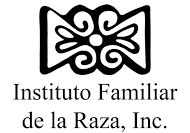 Instituto Familiar
de la Raza, Inc.